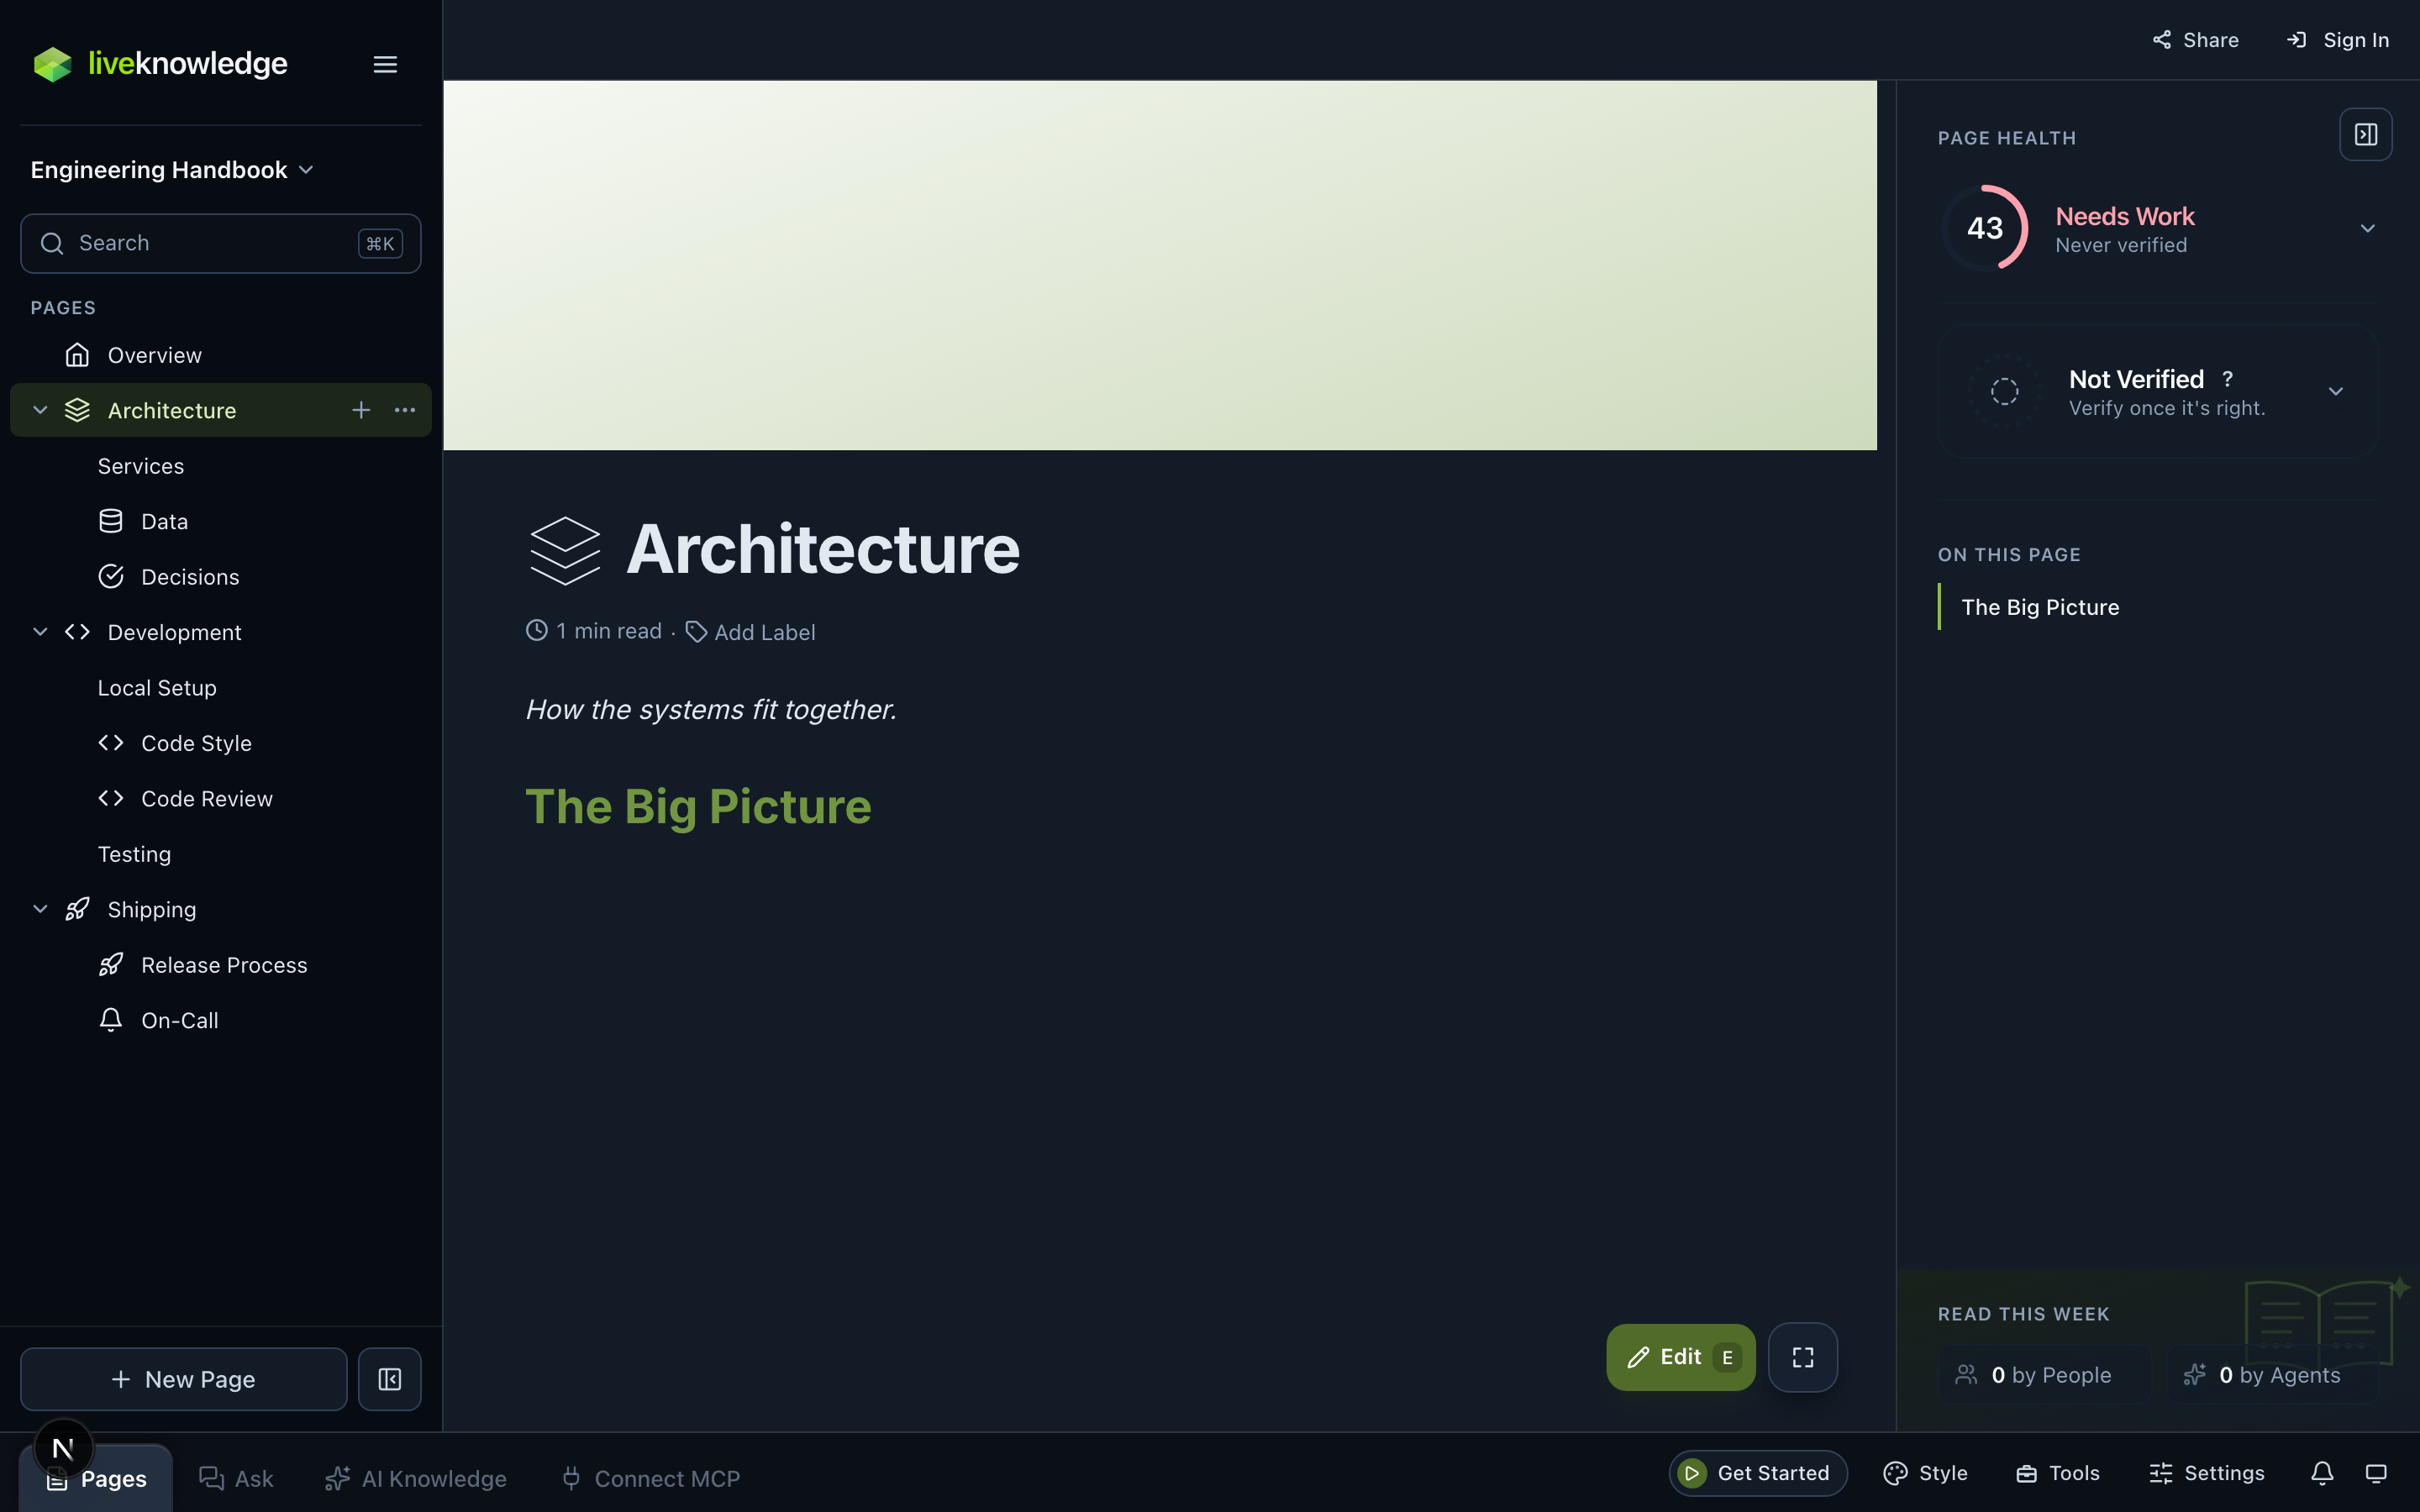 liveknowledge
Share
Sign In
Engineering Handbook
Search
⌘K
PAGES
Overview
Architecture
Services
Data
Decisions
Development
Local Setup
Code Style
Code Review
Testing
Shipping
Release Process
On-Call
New Page
Architecture
1 min read · Add Label
How the systems fit together.
The Big Picture
Edit E
PAGE HEALTH
43
Needs Work
Never verified
Not Verified ?
Verify once it's right.
ON THIS PAGE
The Big Picture
READ THIS WEEK
0 by People
0 by Agents
N
Pages
Ask
AI Knowledge
Connect MCP
Get Started
Style
Tools
Settings